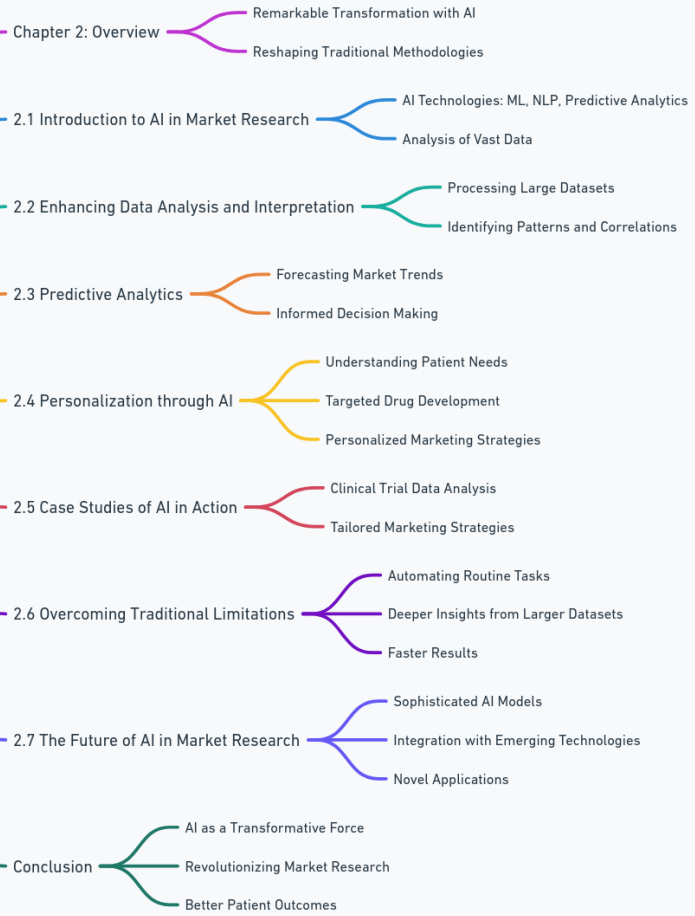 Chapter 2: Overview
Remarkable Transformation with AI
Reshaping Traditional Methodologies
2.1 Introduction to AI in Market Research
AI Technologies: ML, NLP, Predictive Analytics
Analysis of Vast Data
2.2 Enhancing Data Analysis and Interpretation
Processing Large Datasets
Identifying Patterns and Correlations
2.3 Predictive Analytics
Forecasting Market Trends
Informed Decision Making
2.4 Personalization through AI
Understanding Patient Needs
Targeted Drug Development
Personalized Marketing Strategies
2.5 Case Studies of AI in Action
Clinical Trial Data Analysis
Tailored Marketing Strategies
2.6 Overcoming Traditional Limitations
Automating Routine Tasks
Deeper Insights from Larger Datasets
Faster Results
2.7 The Future of AI in Market Research
Sophisticated AI Models
Integration with Emerging Technologies
Novel Applications
Conclusion
AI as a Transformative Force
Revolutionizing Market Research
Better Patient Outcomes